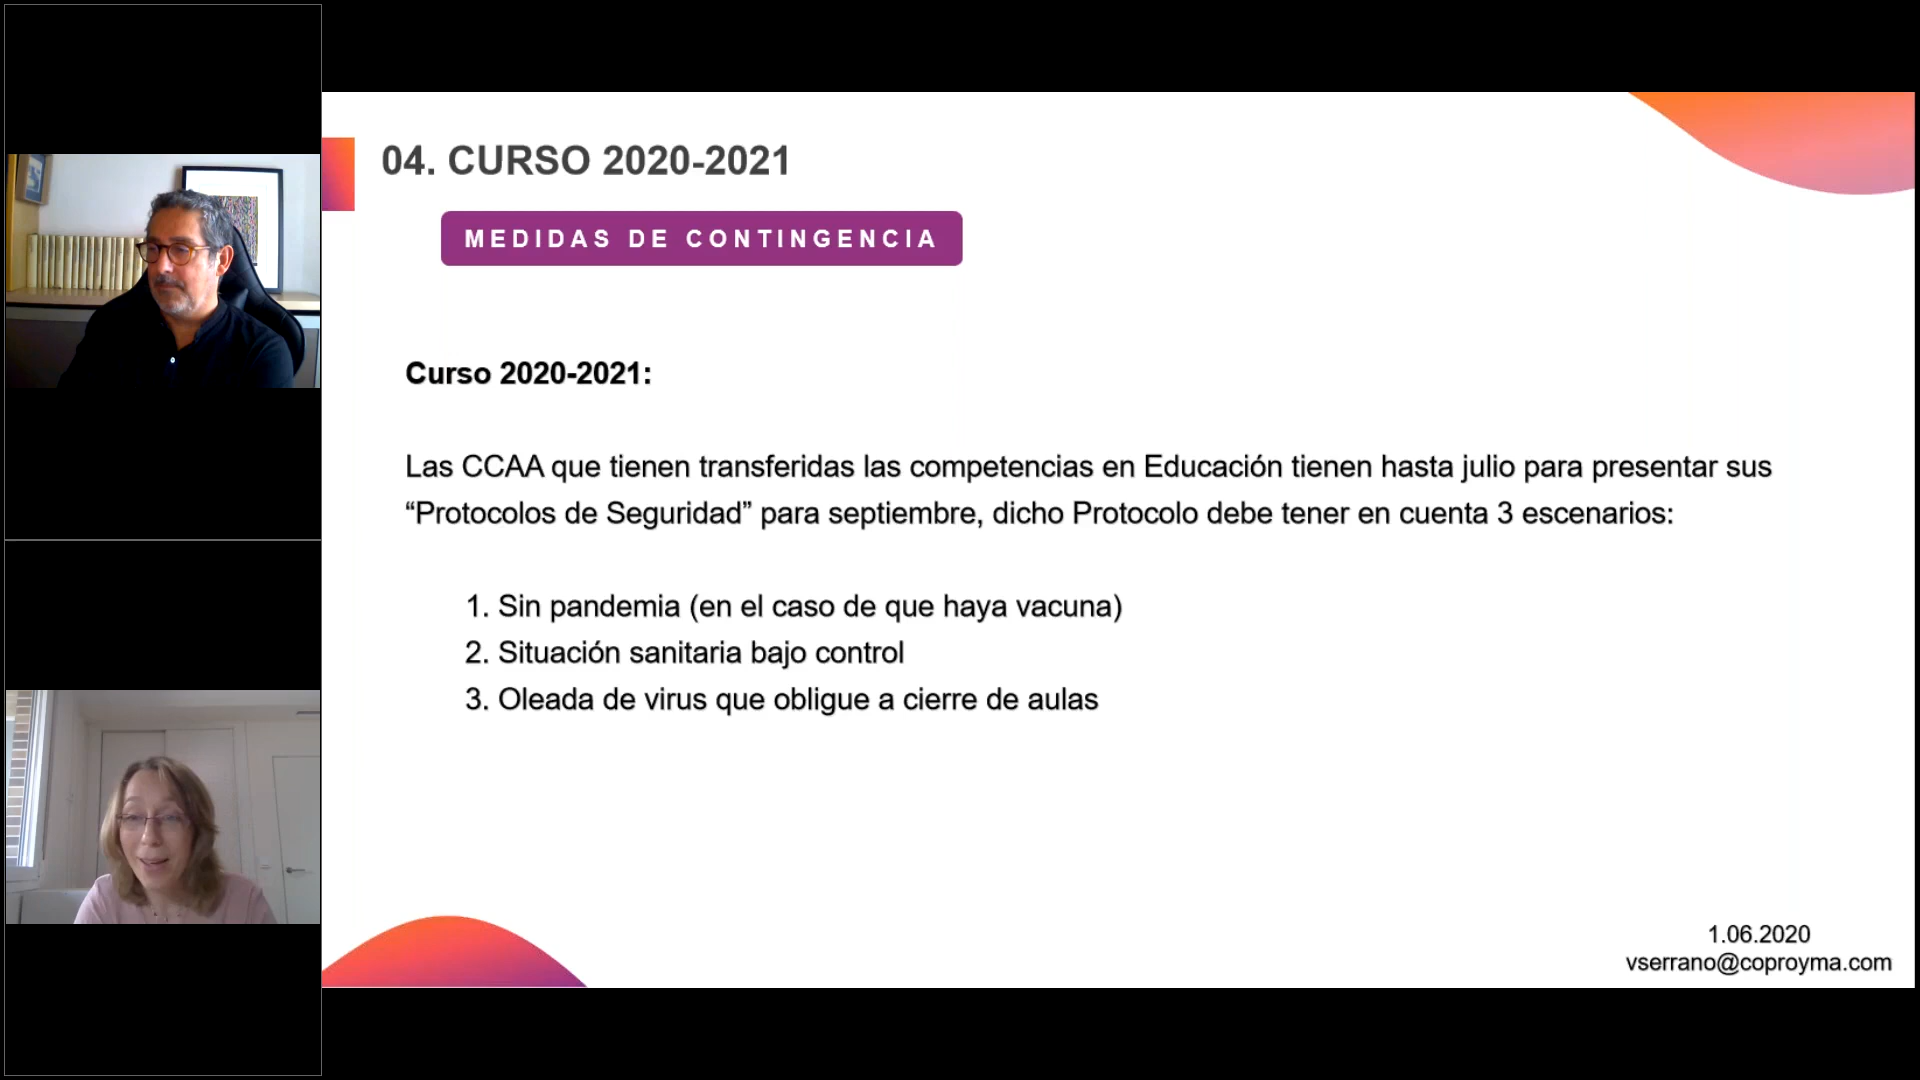 04. CURSO 2020-2021
MEDIDAS DE CONTINGENCIA
Curso 2020-2021:
Las CCAA que tienen transferidas las competencias en Educación tienen hasta julio para presentar sus
“Protocolos de Seguridad” para septiembre, dicho Protocolo debe tener en cuenta 3 escenarios:
1. Sin pandemia (en el caso de que haya vacuna)
2. Situación sanitaria bajo control
3. Oleada de virus que obligue a cierre de aulas
1.06.2020
vserrano@coproyma.com